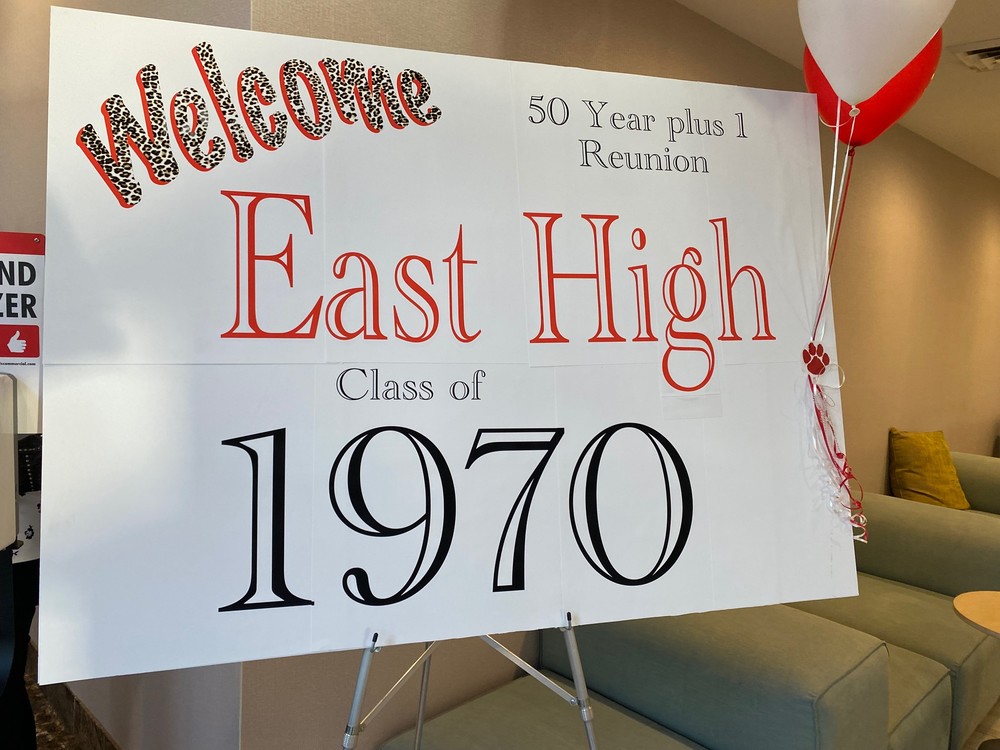 Welcome
50 Year plus 1
Reunion
East High
Class of
1970
ND
ZER